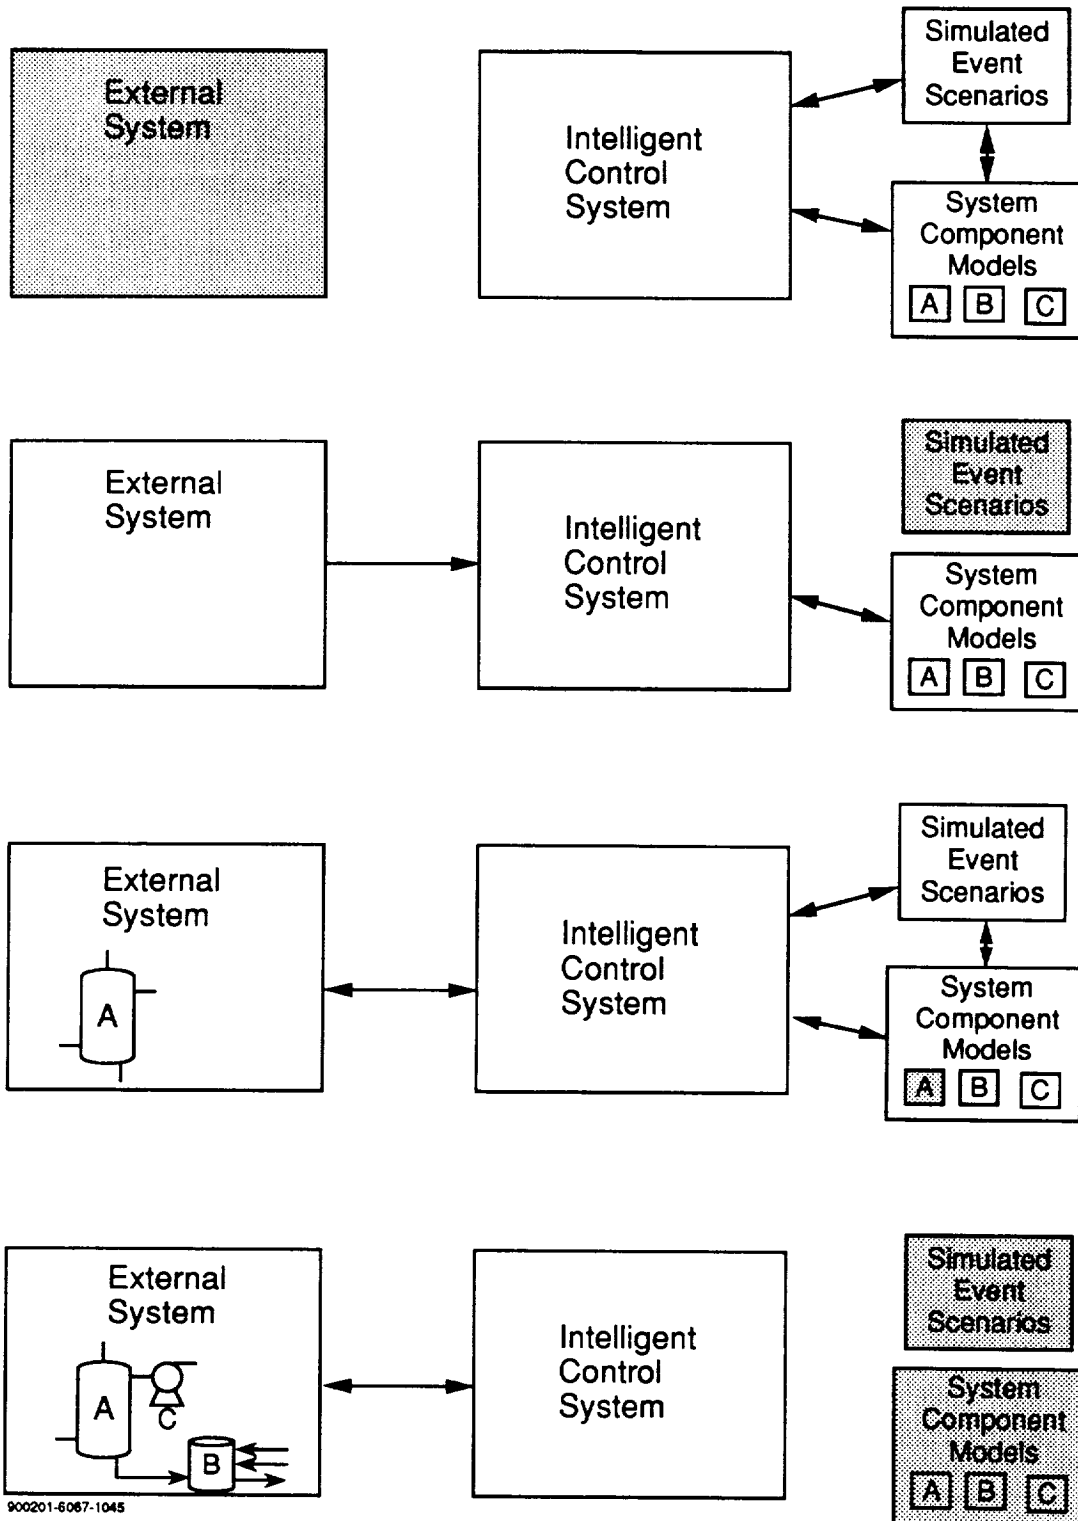 External
System
Intelligent
Control
System
Simulated
Event
Scenarios
System
Component
Models
A B C
External
System
Intelligent
Control
System
Simulated
Event
Scenarios
System
Component
Models
A B C
External
System
A
Intelligent
Control
System
Simulated
Event
Scenarios
System
Component
Models
A B C
External
System
A
C
B
Intelligent
Control
System
Simulated
Event
Scenarios
System
Component
Models
A B C
900201-6067-1045